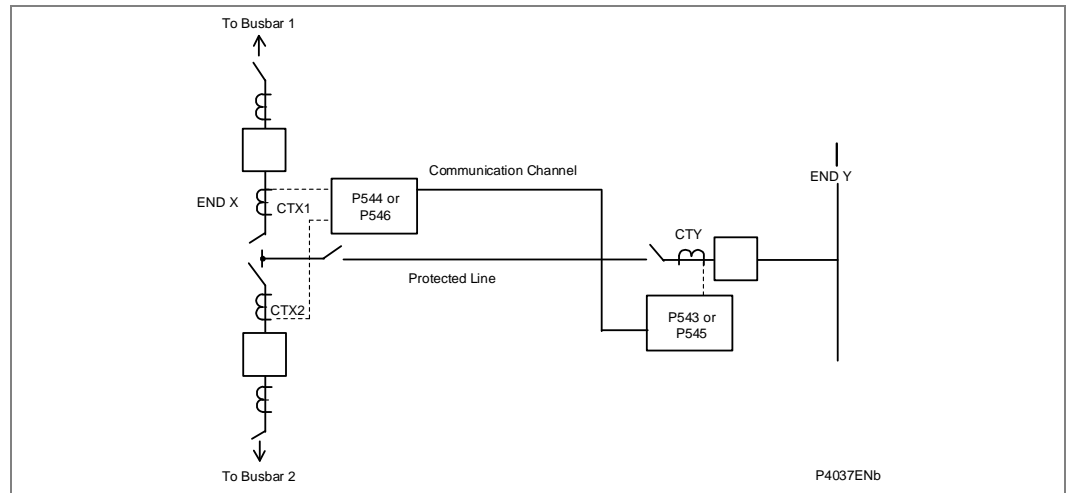 To Busbar 1
Communication Channel
END Y
P544 or
P546
END X
CTX1
CTY
Protected Line
CTX2
P543 or
P545
To Busbar 2
P4037ENb